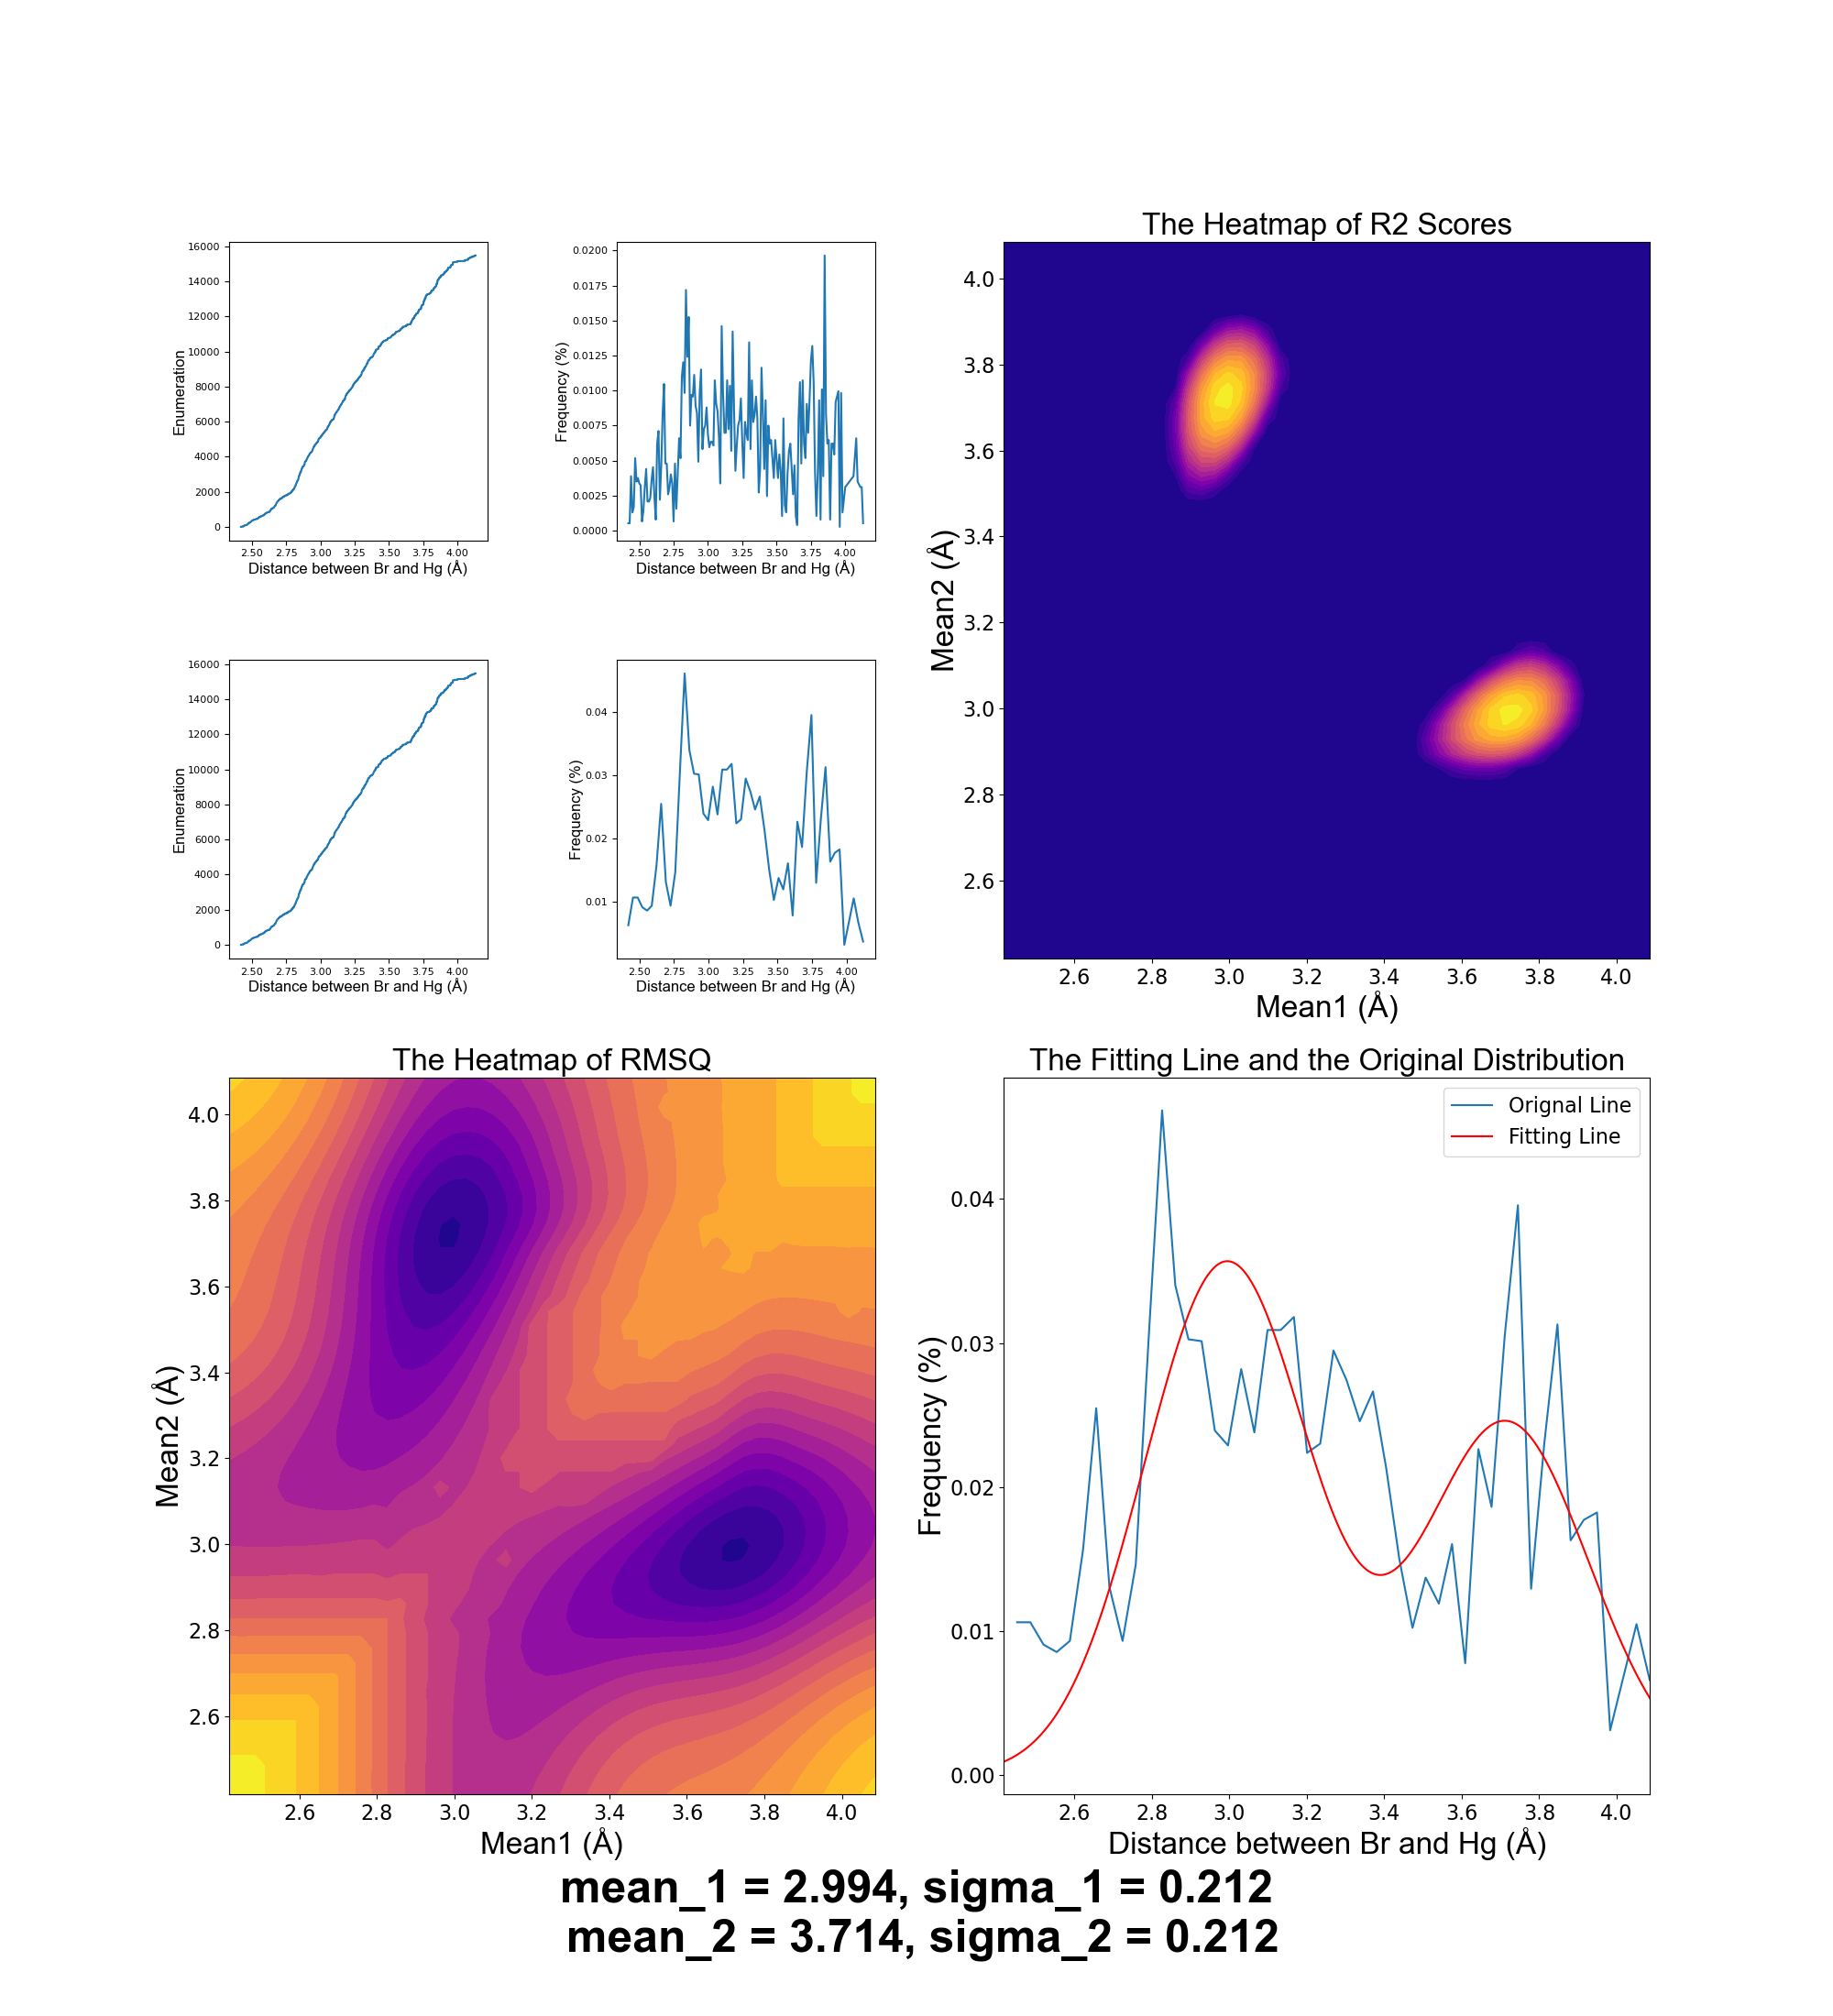 16000
14000
12000
10000
8000
6000
4000
2000
0
Enumeration
2.50 2.75 3.00 3.25 3.50 3.75 4.00
Distance between Br and Hg (Å)
0.0200
0.0175
0.0150
0.0125
0.0100
0.0075
0.0050
0.0025
0.0000
Frequency (%)
2.50 2.75 3.00 3.25 3.50 3.75 4.00
Distance between Br and Hg (Å)
The Heatmap of R2 Scores
4.0
3.8
3.6
3.4
3.2
3.0
2.8
2.6
Mean2 (Å)
2.6 2.8 3.0 3.2 3.4 3.6 3.8 4.0
Mean1 (Å)
16000
14000
12000
10000
8000
6000
4000
2000
0
Enumeration
2.50 2.75 3.00 3.25 3.50 3.75 4.00
Distance between Br and Hg (Å)
0.04
0.03
0.02
0.01
Frequency (%)
2.50 2.75 3.00 3.25 3.50 3.75 4.00
Distance between Br and Hg (Å)
The Heatmap of RMSQ
4.0
3.8
3.6
3.4
3.2
3.0
2.8
2.6
Mean2 (Å)
2.6 2.8 3.0 3.2 3.4 3.6 3.8 4.0
Mean1 (Å)
The Fitting Line and the Original Distribution
Orignal Line
Fitting Line
0.04
0.03
0.02
0.01
0.00
Frequency (%)
2.6 2.8 3.0 3.2 3.4 3.6 3.8 4.0
Distance between Br and Hg (Å)
mean_1 = 2.994, sigma_1 = 0.212
mean_2 = 3.714, sigma_2 = 0.212